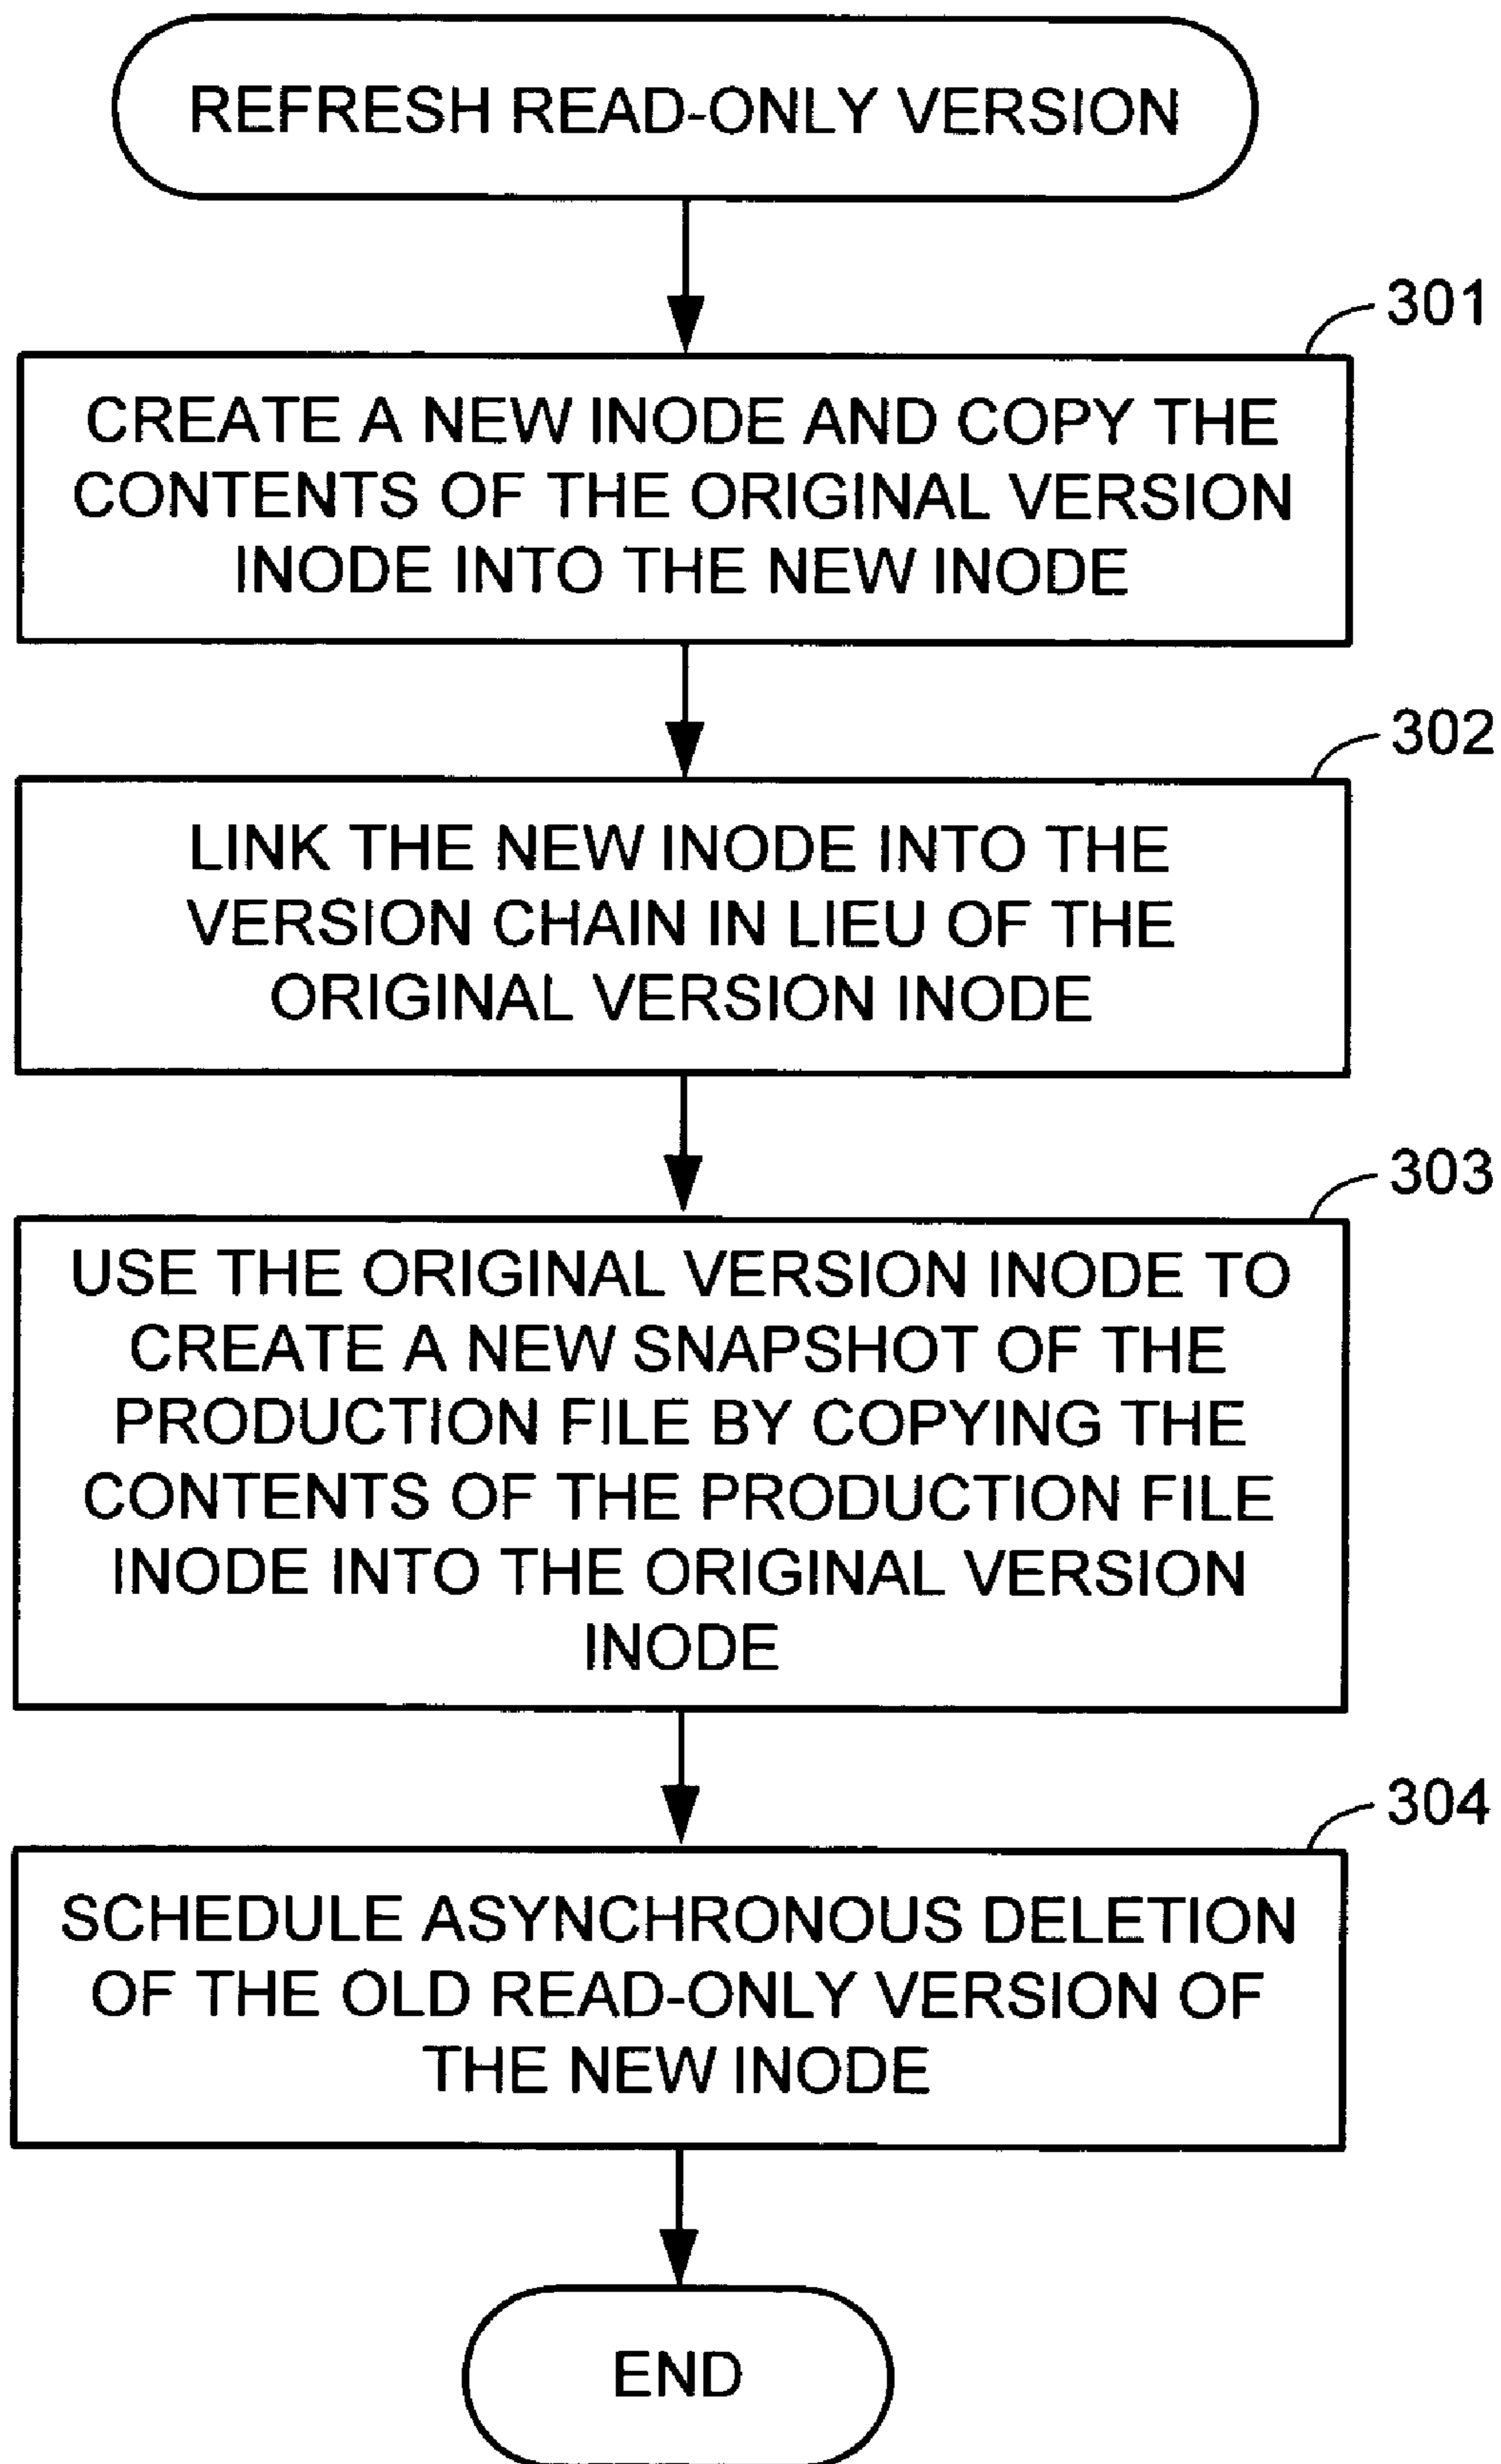 REFRESH READ-ONLY VERSION
301
CREATE A NEW INODE AND COPY THE
CONTENTS OF THE ORIGINAL VERSION
INODE INTO THE NEW INODE
302
LINK THE NEW INODE INTO THE
VERSION CHAIN IN LIEU OF THE
ORIGINAL VERSION INODE
303
USE THE ORIGINAL VERSION INODE TO
CREATE A NEW SNAPSHOT OF THE
PRODUCTION FILE BY COPYING THE
CONTENTS OF THE PRODUCTION FILE
INODE INTO THE ORIGINAL VERSION
INODE
304
SCHEDULE ASYNCHRONOUS DELETION
OF THE OLD READ-ONLY VERSION OF
THE NEW INODE
END